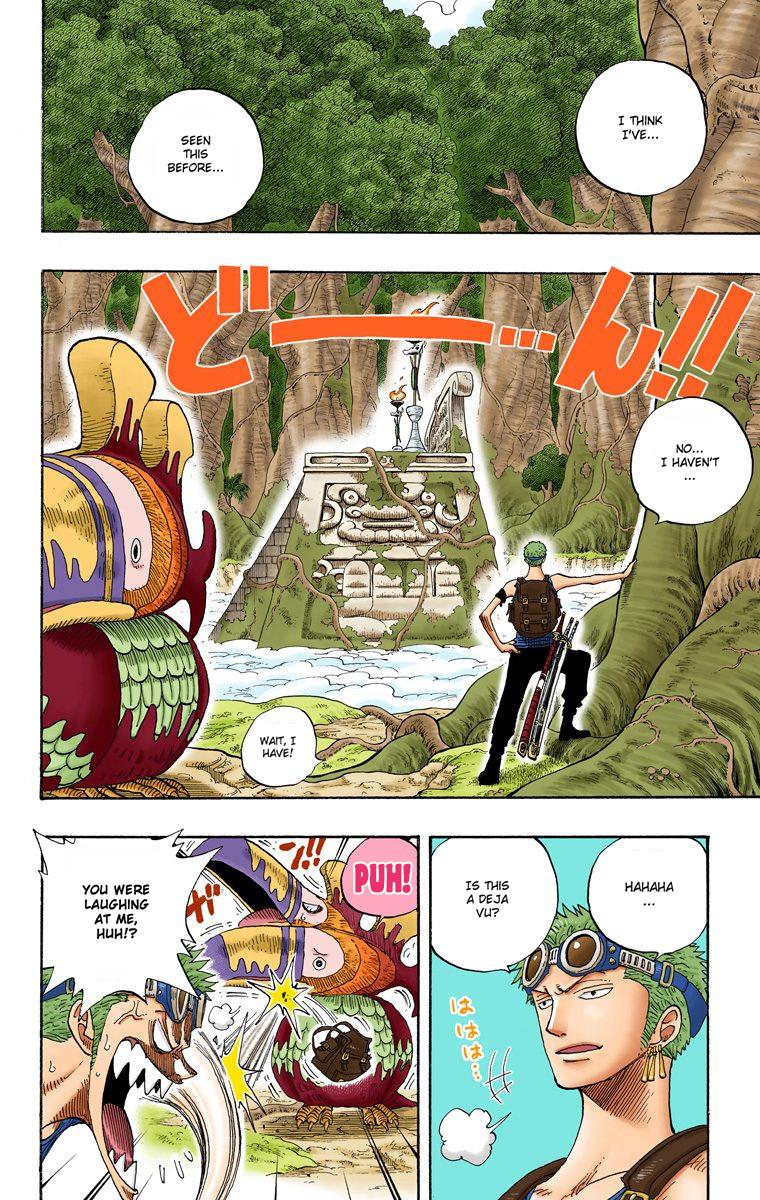 I THINK
I'VE...
SEEN
THIS
BEFORE...
どー...ん!!
NO...
I HAVEN'T
...
WAIT, I
HAVE!
HAHAHA
...
IS THIS
A DEJA
VU?
はははは...
PUH!
!!
YOU WERE
LAUGHING
AT ME,
HUH!?